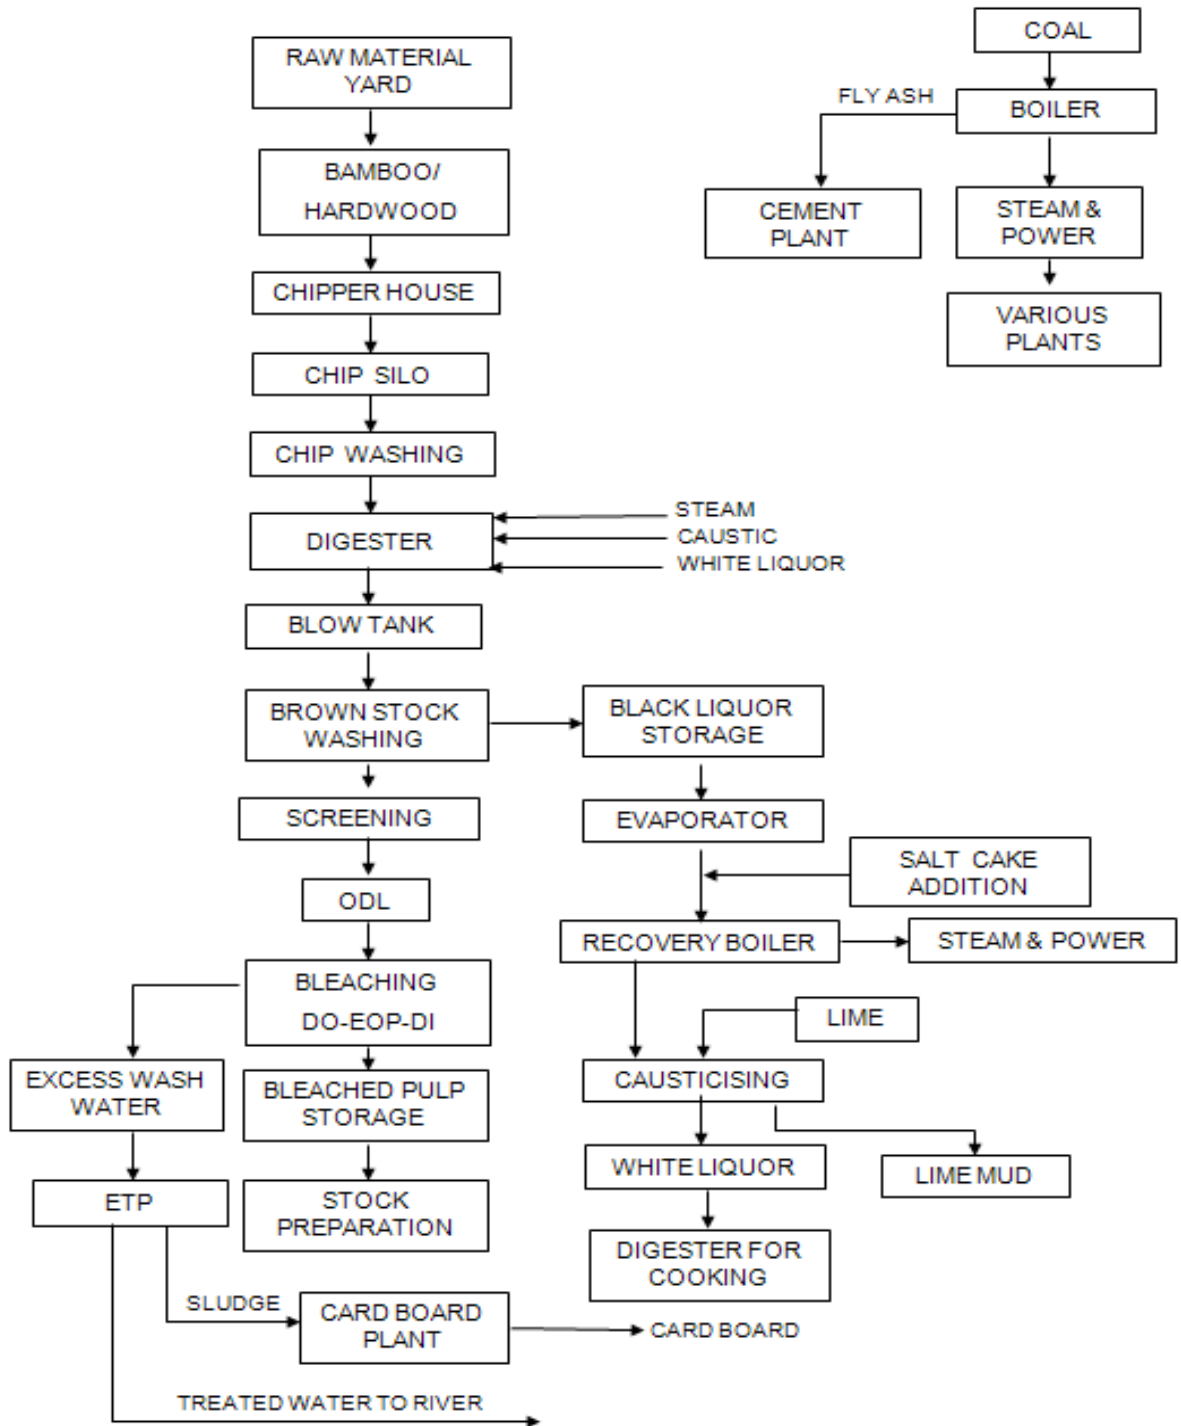 COAL
RAW MATERIAL
YARD
FLY ASH
BOILER
BAMBOO/
HARDWOOD
CEMENT
PLANT
STEAM &
POWER
CHIPPER HOUSE
VARIOUS
PLANTS
CHIP SILO
CHIP WASHING
STEAM
CAUSTIC
WHITE LIQUOR
DIGESTER
BLOW TANK
BROWN STOCK
WASHING
BLACK LIQUOR
STORAGE
SCREENING
EVAPORATOR
SALT CAKE
ADDITION
ODL
RECOVERY BOILER
STEAM & POWER
BLEACHING
DO-EOP-DI
LIME
EXCESS WASH
WATER
BLEACHED PULP
STORAGE
CAUSTICISING
WHITE LIQUOR
LIME MUD
ETP
STOCK
PREPARATION
DIGESTER FOR
COOKING
SLUDGE
CARD BOARD
PLANT
CARD BOARD
TREATED WATER TO RIVER